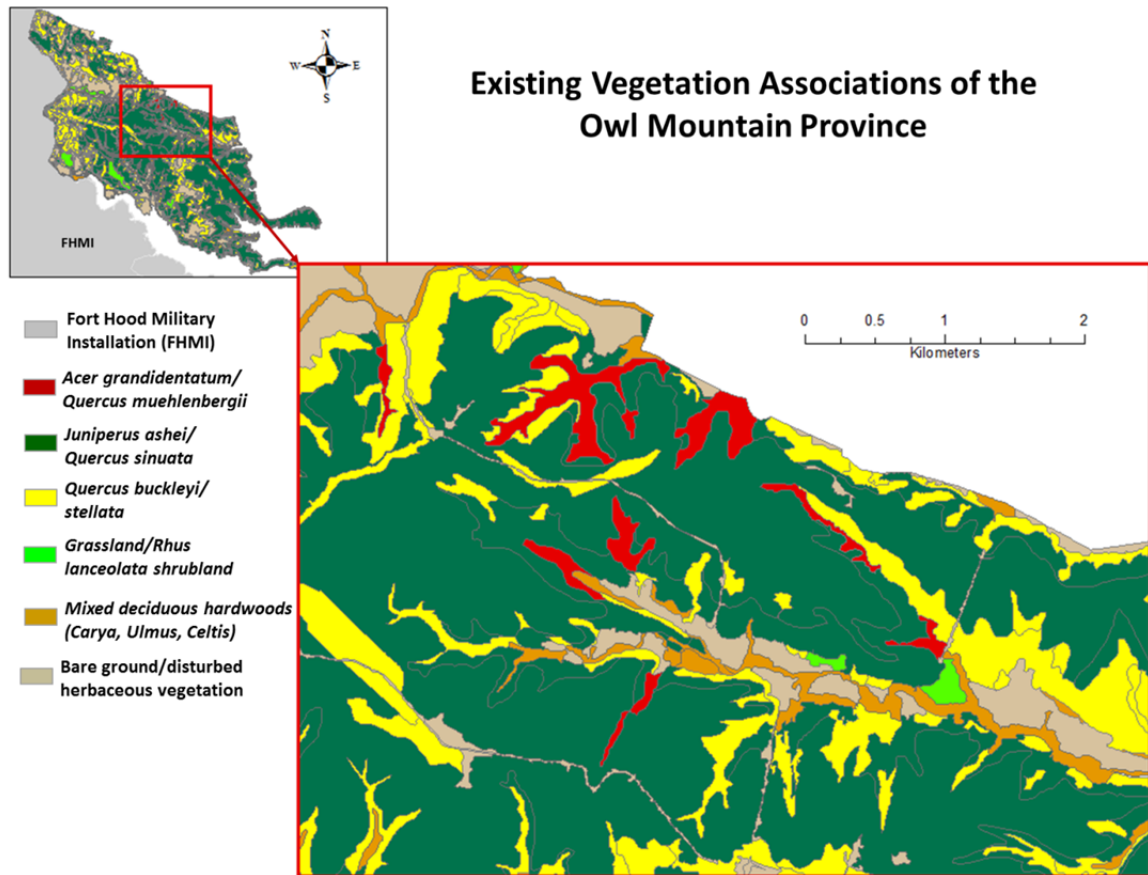 Existing Vegetation Associations of the
Owl Mountain Province
N
W E
S
FHMI
Fort Hood Military
Installation (FHMI)
Acer grandidentatum/
Quercus muehlenbergii
Juniperus ashei/
Quercus sinuata
Quercus buckleyi/
stellata
Grassland/Rhus
lanceolata shrubland
Mixed deciduous hardwoods
(Carya, Ulmus, Celtis)
Bare ground/disturbed
herbaceous vegetation
0 0.5 1 2
Kilometers